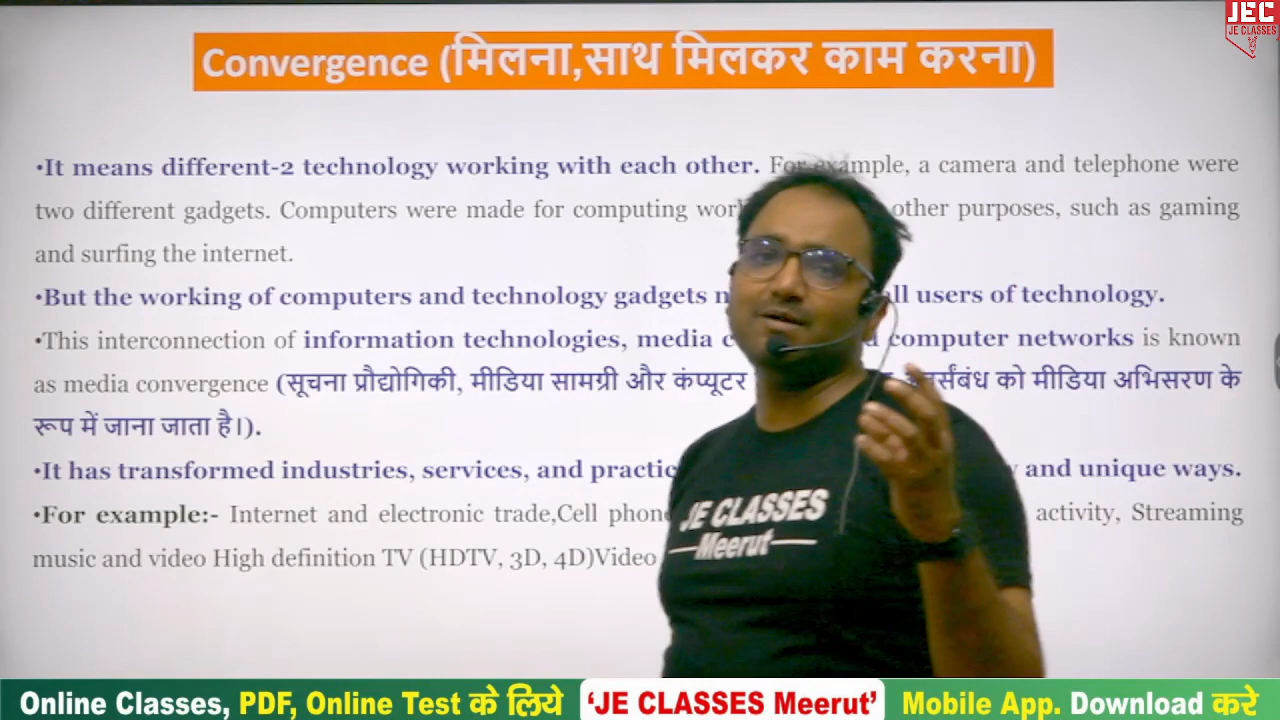 JEC
JE CLASSES
Convergence (मिलना,साथ मिलकर काम करना)
•It means different-2 technology working with each other. For example, a camera and telephone were
two different gadgets. Computers were made for computing other purposes, such as gaming
and surfing the internet.
•But the working of computers and technology gadgets users of technology.
•This interconnection of information technologies, media computer networks is known
as media convergence (सूचना प्रौद्योगिकी, मीडिया सामग्री और कंप्यूटर को मीडिया अभिसरण के
रूप में जाना जाता है।).
•It has transformed industries, services, and and unique ways.
•For example:- Internet and electronic trade,Cell activity, Streaming
music and video High definition TV (HDTV, 3D, 4D)Video
JE CLASSES
Meerut
Online Classes, PDF, Online Test के लिये 'JE CLASSES Meerut' Mobile App. Download करे